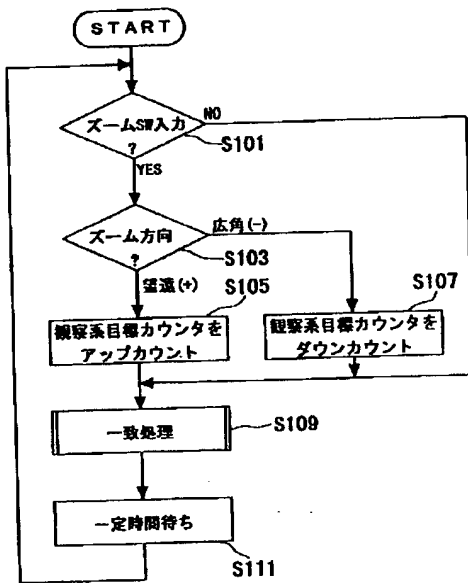 START
ズームSW入力
?
NO
S101
YES
ズーム方向
?
広角(-)
S103
望遠(+)
S105
S107
観察系目標カウンタを
アップカウント
観察系目標カウンタを
ダウンカウント
一致処理
S109
一定時間待ち
S111